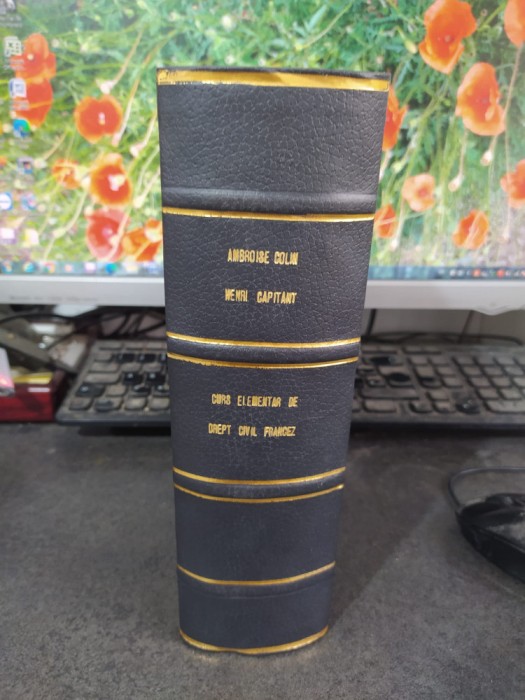 AMBROISE COLIN
HENRI CAPITANT
CURS ELEMENTAR DE
DREPT CIVIL FRANCEZ